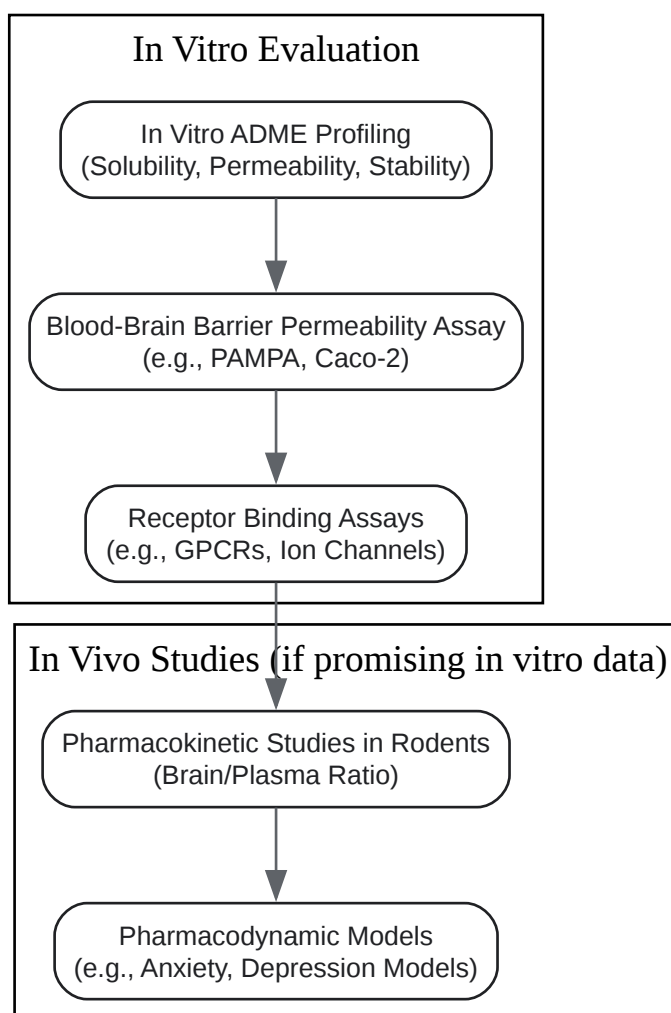 In Vitro Evaluation
In Vitro ADME Profiling
(Solubility, Permeability, Stability)
Blood-Brain Barrier Permeability Assay
(e.g., PAMPA, Caco-2)
Receptor Binding Assays
(e.g., GPCRs, Ion Channels)
In Vivo Studies (if promising in vitro data)
Pharmacokinetic Studies in Rodents
(Brain/Plasma Ratio)
Pharmacodynamic Models
(e.g., Anxiety, Depression Models)